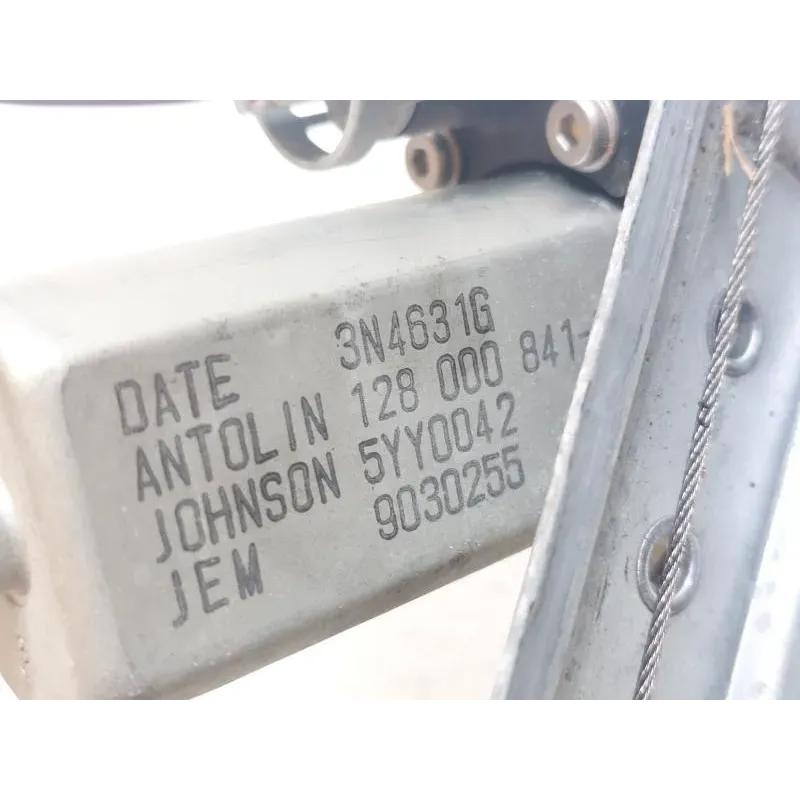 DATE 3N4631G
ANTOLIN 128 000 841-
JOHNSON 5YY0042
JEM 9030255